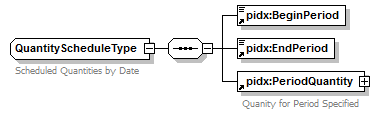 pidx:BeginPeriod
QuantityScheduleType
pidx:EndPeriod
Scheduled Quantities by Date
pidx:PeriodQuantity
Quanity for Period Specified